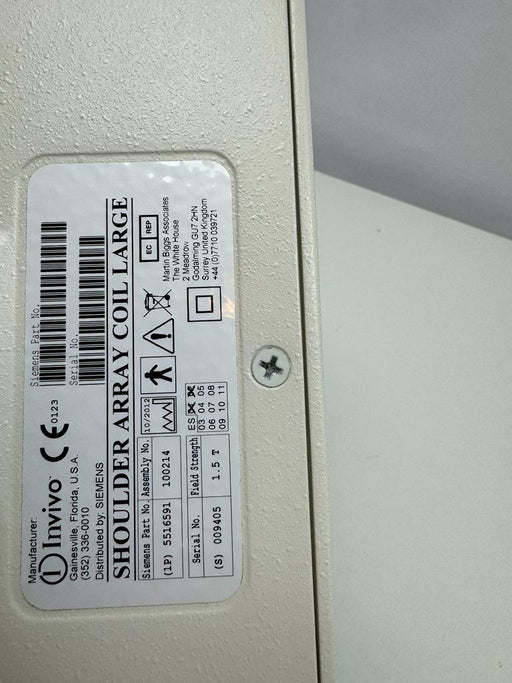 Manufacturer:
Invivo™
Gainesville, Florida, U.S.A.
(352) 336-0010
Distributed by: SIEMENS
CE 0123
Siemens Part No.
Serial No.
SHOULDER ARRAY COIL LARGE
Siemens Part No. Assembly No.
(1P) 5516591 100214
10/2012
Serial No. Field Strength
(S) 009405 1.5 T
ES
03 04 05
06 07 08
09 10 11
EC REP
Martin Biggs Associates
The White House
2 Meadrow
Godalming GU7 2HN
Surrey United Kingdom
+44 (0)7710 039721